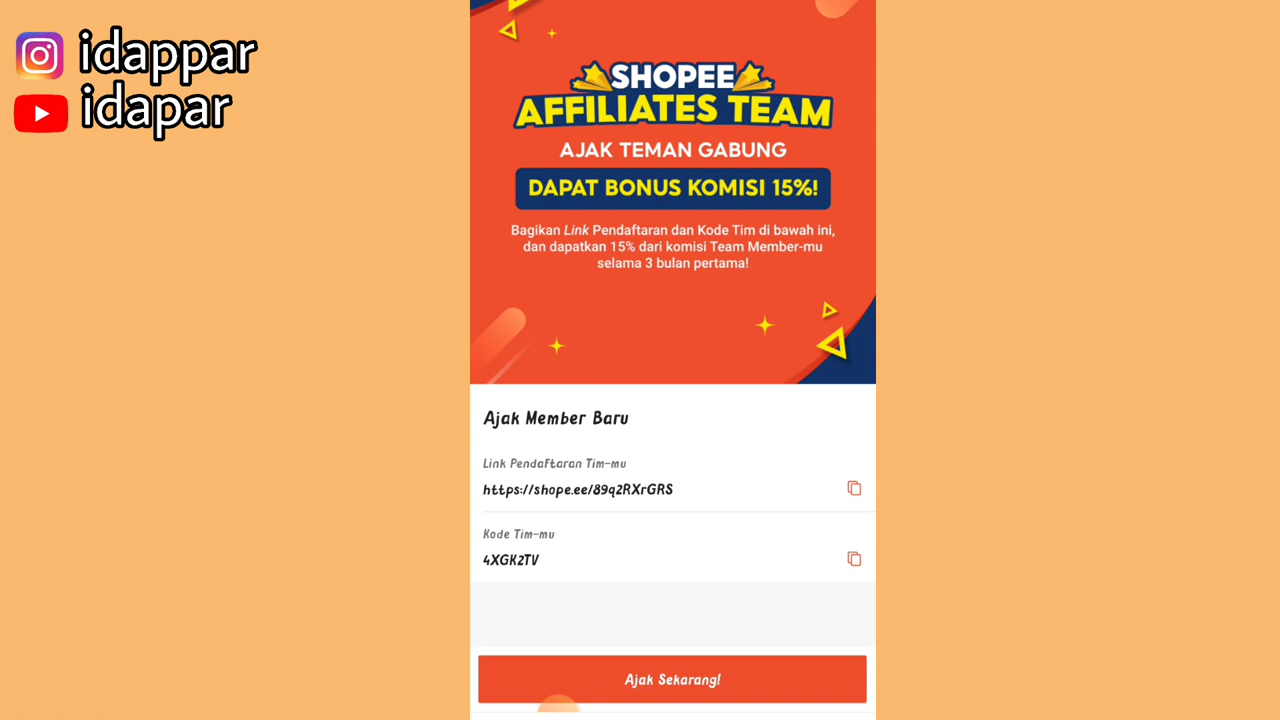 idappar
idapar
SHOPEE
AFFILIATES TEAM
AJAK TEMAN GABUNG
DAPAT BONUS KOMISI 15%!
Bagikan Link Pendaftaran dan Kode Tim di bawah ini,
dan dapatkan 15% dari komisi Team Member-mu
selama 3 bulan pertama!
Ajak Member Baru
Link Pendaftaran Tim-mu
https://shope.ee/89q2RXrGRS
Kode Tim-mu
4XGK2TV
Ajak Sekarang!